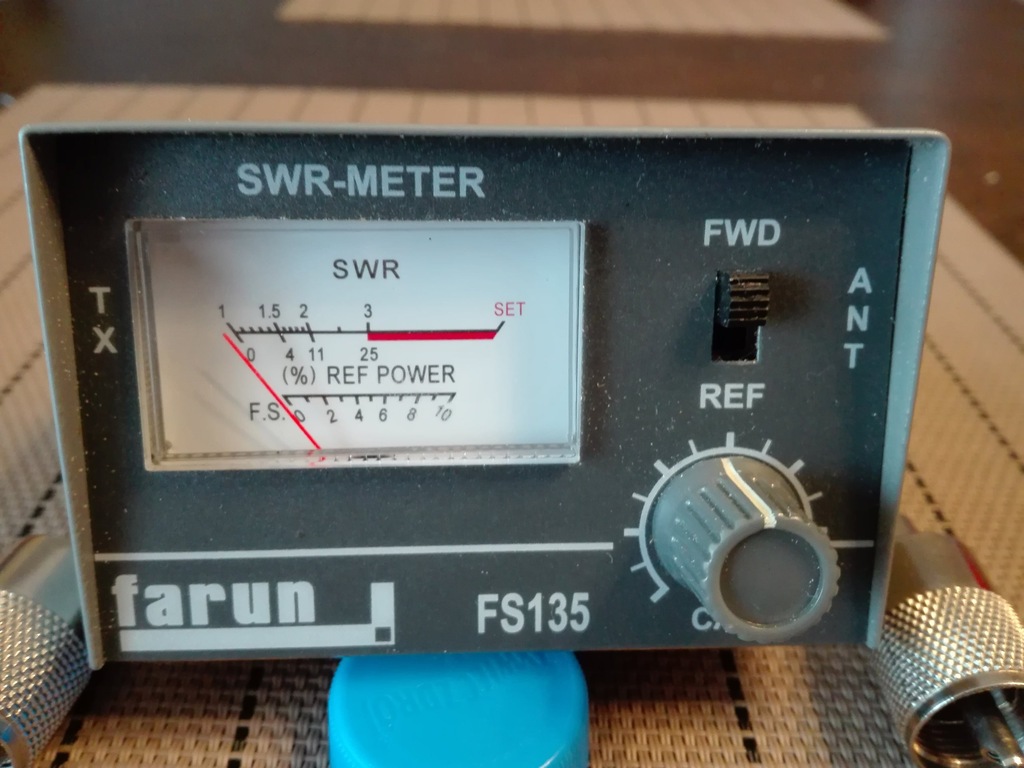 SWR-METER
FWD
SWR
TX
ANT
1 1.5 2 3 SET
0 4 11 25
(%) REF POWER
REF
F.S. 0 2 4 6 8 10
farun
FS135